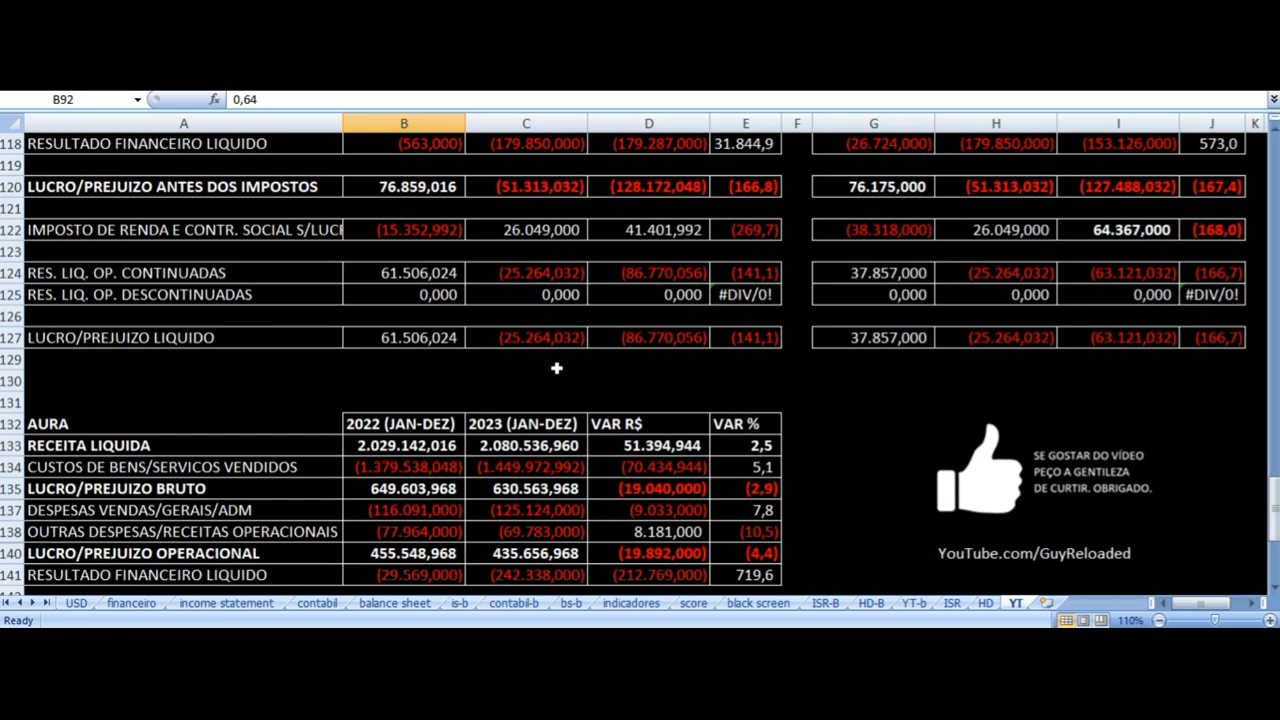 B92 fx 0,64
A B C D E F G H I J K
118 RESULTADO FINANCEIRO LIQUIDO (563,000) (179.850,000) (179.287,000) 31.844,9 (26.724,000) (179.850,000) (153.126,000) 573,0
119
120 LUCRO/PREJUIZO ANTES DOS IMPOSTOS 76.859,016 (51.313,032) (128.172,048) (166,8) 76.175,000 (51.313,032) (127.488,032) (167,4)
121
122 IMPOSTO DE RENDA E CONTR. SOCIAL S/LUCF (15.352,992) 26.049,000 41.401,992 (269,7) (38.318,000) 26.049,000 64.367,000 (168,0)
123
124 RES. LIQ. OP. CONTINUADAS 61.506,024 (25.264,032) (86.770,056) (141,1) 37.857,000 (25.264,032) (63.121,032) (166,7)
125 RES. LIQ. OP. DESCONTINUADAS 0,000 0,000 0,000 #DIV/0! 0,000 0,000 0,000 #DIV/0!
126
127 LUCRO/PREJUIZO LIQUIDO 61.506,024 (25.264,032) (86.770,056) (141,1) 37.857,000 (25.264,032) (63.121,032) (166,7)
129
130
131
132 AURA 2022 (JAN-DEZ) 2023 (JAN-DEZ) VAR R$ VAR %
133 RECEITA LIQUIDA 2.029.142,016 2.080.536,960 51.394,944 2,5
134 CUSTOS DE BENS/SERVICOS VENDIDOS (1.379.538,048) (1.449.972,992) (70.434,944) 5,1
135 LUCRO/PREJUIZO BRUTO 649.603,968 630.563,968 (19.040,000) (2,9)
137 DESPESAS VENDAS/GERAIS/ADM (116.091,000) (125.124,000) (9.033,000) 7,8
138 OUTRAS DESPESAS/RECEITAS OPERACIONAIS (77.964,000) (69.783,000) 8.181,000 (10,5)
140 LUCRO/PREJUIZO OPERACIONAL 455.548,968 435.656,968 (19.892,000) (4,4)
141 RESULTADO FINANCEIRO LIQUIDO (29.569,000) (242.338,000) (212.769,000) 719,6
SE GOSTAR DO VÍDEO
PEÇO A GENTILEZA
DE CURTIR. OBRIGADO.
YouTube.com/GuyReloaded
USD financeiro income statement contabil balance sheet is-b contabil-b bs-b indicadores score black screen ISR-B HD-B YT-b ISR HD YT
Ready 110%